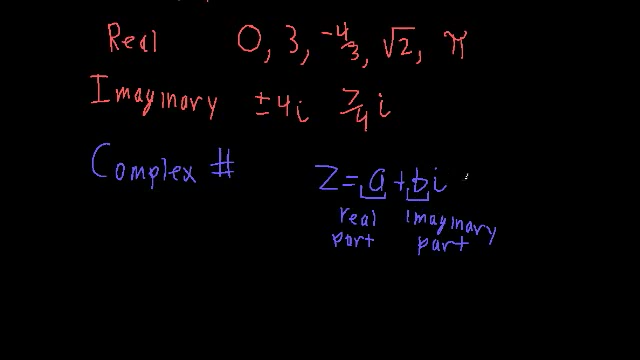 Real 0, 3, -4/3, √2, π
Imaginary ±4i 7/4 i
Complex # z = a + bi
real imaginary
part part